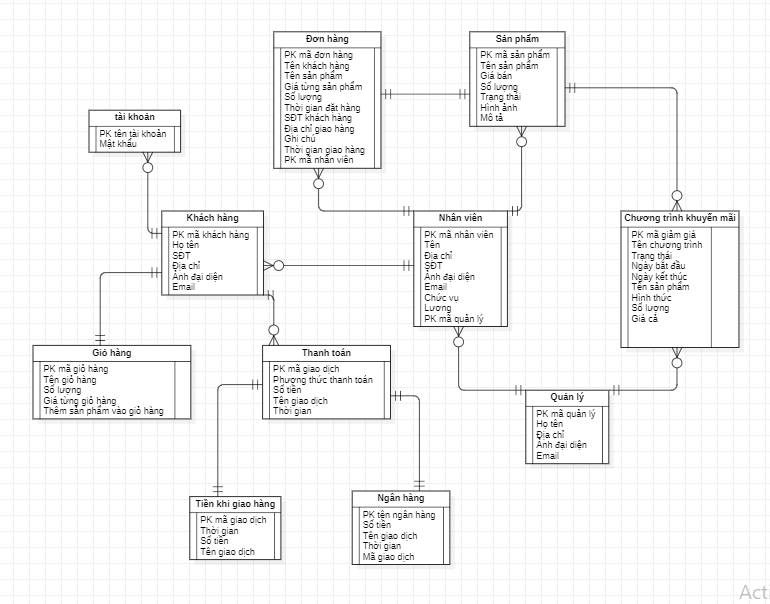 Đơn hàng
PK mã đơn hàng
Tên khách hàng
Tên sản phẩm
Giá từng sản phẩm
Số lượng
Thời gian đặt hàng
SĐT khách hàng
Địa chỉ giao hàng
Ghi chú
Thời gian giao hàng
PK mã nhân viên
Sản phẩm
PK mã sản phẩm
Tên sản phẩm
Giá bán
Số lượng
Trạng thái
Hình ảnh
Mô tả
tài khoản
PK tên tài khoản
Mật khẩu
Khách hàng
PK mã khách hàng
Họ tên
SĐT
Địa chỉ
Ảnh đại diện
Email
Nhân viên
PK mã nhân viên
Tên
Địa chỉ
SĐT
Ảnh đại diện
Email
Chức vụ
Lương
PK mã quản lý
Chương trình khuyến mãi
PK mã giảm giá
Tên chương trình
Trạng thái
Ngày bắt đầu
Ngày kết thúc
Tên sản phẩm
Hình thức
Số lượng
Giá cả
Giỏ hàng
PK mã giỏ hàng
Tên giỏ hàng
Số lượng
Giá từng giỏ hàng
Thêm sản phẩm vào giỏ hàng
Thanh toán
PK mã giao dịch
Phương thức thanh toán
Số tiền
Tên giao dịch
Thời gian
Quản lý
PK mã quản lý
Họ tên
Địa chỉ
Ảnh đại diện
Email
Tiền khi giao hàng
PK mã giao dịch
Thời gian
Số tiền
Tên giao dịch
Ngân hàng
PK tên ngân hàng
Số tiền
Tên giao dịch
Thời gian
Mã giao dịch
Acti